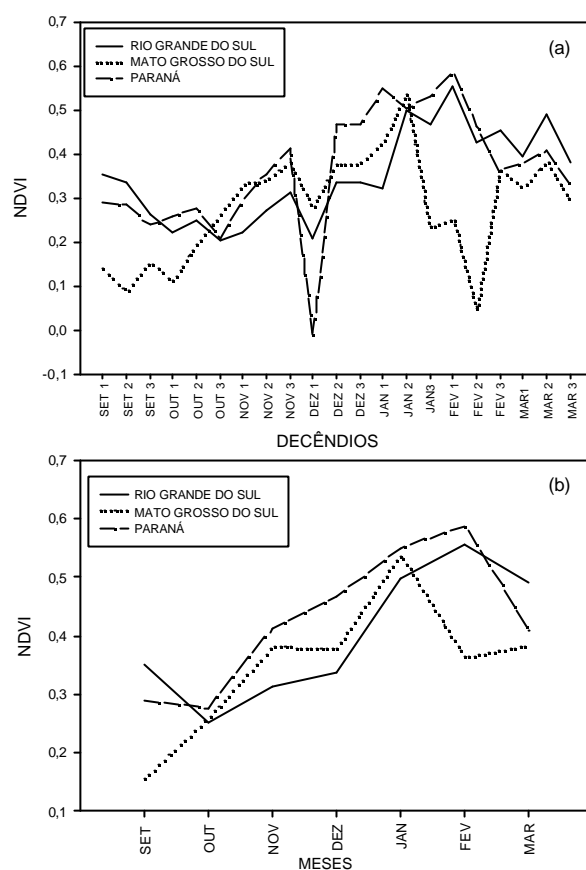 0,7
(a)
RIO GRANDE DO SUL
MATO GROSSO DO SUL
PARANÁ
0,6
0,5
0,4
0,3
0,2
0,1
0,0
-0,1
NDVI
SET 1
SET 2
SET 3
OUT 1
OUT 2
OUT 3
NOV 1
NOV 2
NOV 3
DEZ 1
DEZ 2
DEZ 3
JAN 1
JAN 2
JAN3
FEV 1
FEV 2
FEV 3
MAR1
MAR 2
MAR 3
DECÊNDIOS
0,7
(b)
RIO GRANDE DO SUL
MATO GROSSO DO SUL
PARANÁ
0,6
0,5
0,4
0,3
0,2
0,1
NDVI
SET
OUT
NOV
DEZ
JAN
FEV
MAR
MESES